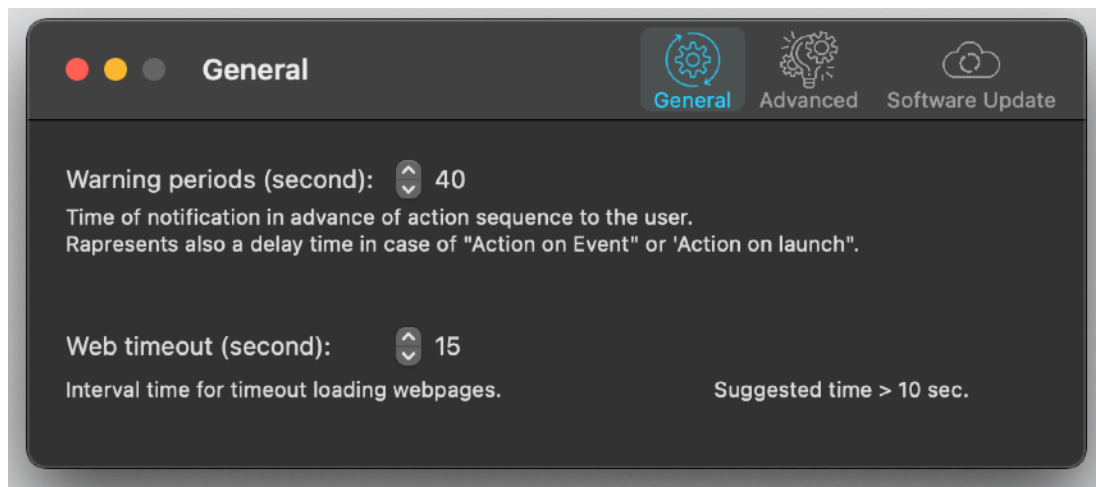 General
General
Advanced
Software Update
Warning periods (second):
40
Time of notification in advance of action sequence to the user.
Rapresents also a delay time in case of "Action on Event" or 'Action on launch".
Web timeout (second):
15
Interval time for timeout loading webpages.
Suggested time > 10 sec.